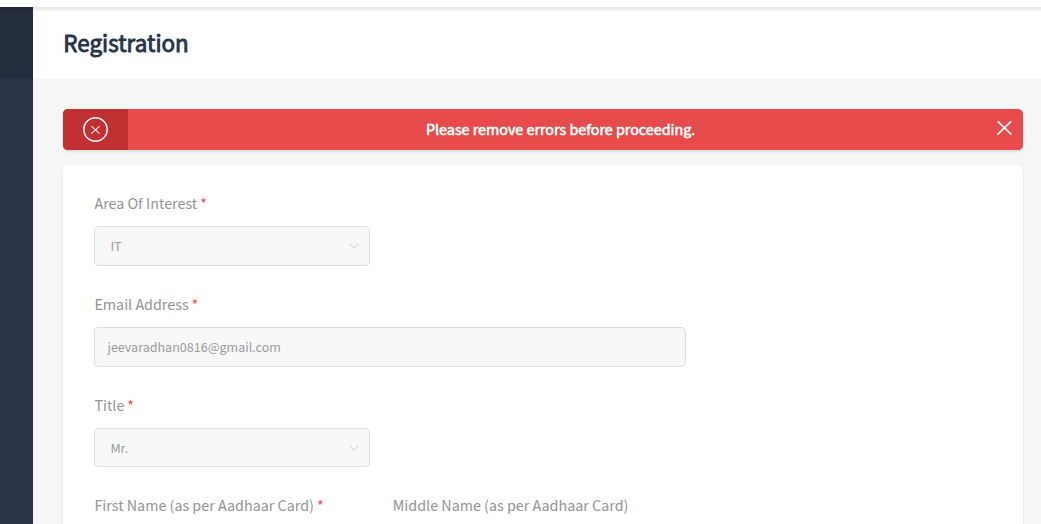 Registration
Please remove errors before proceeding.
Area Of Interest *
IT
Email Address *
jeevaradhan0816@gmail.com
Title *
Mr.
First Name (as per Aadhaar Card) * Middle Name (as per Aadhaar Card)